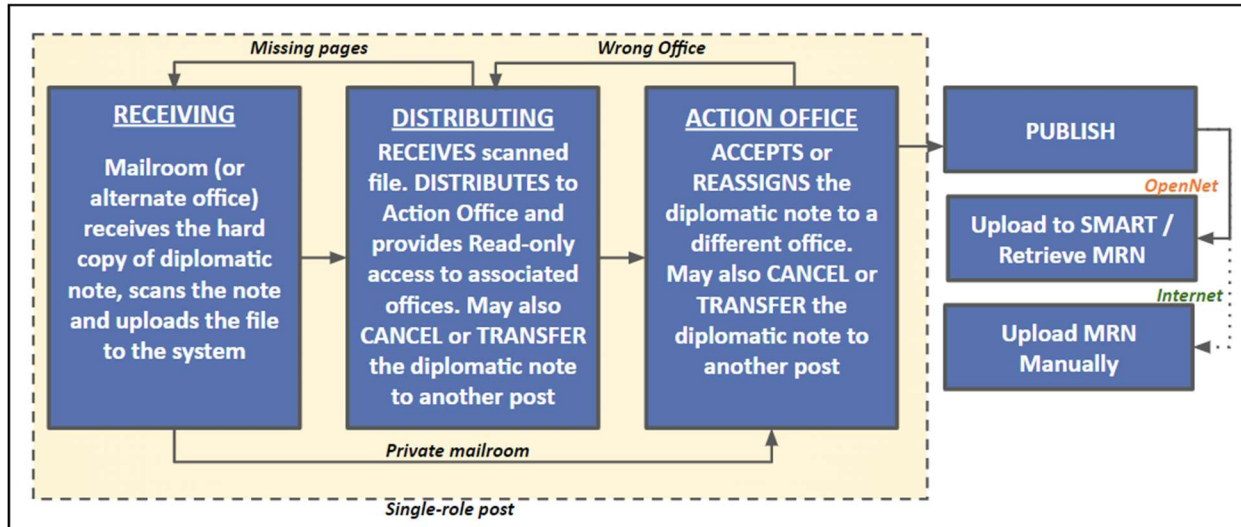 Missing pages
Wrong Office
RECEIVING
Mailroom (or
alternate office)
receives the hard
copy of diplomatic
note, scans the note
and uploads the file
to the system
DISTRIBUTING
RECEIVES scanned
file. DISTRIBUTES to
Action Office and
provides Read-only
access to associated
offices. May also
CANCEL or TRANSFER
the diplomatic note
to another post
ACTION OFFICE
ACCEPTS or
REASSIGNS the
diplomatic note to a
different office.
May also CANCEL or
TRANSFER the
diplomatic note to
another post
PUBLISH
OpenNet
Upload to SMART /
Retrieve MRN
Internet
Upload MRN
Manually
Private mailroom
Single-role post